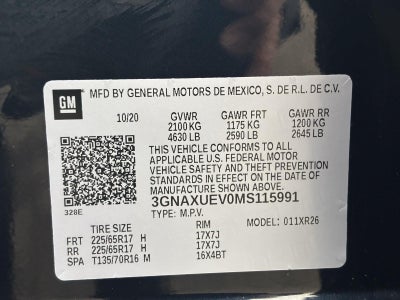 GM
MFD BY GENERAL MOTORS DE MEXICO, S. DE R.L. DE C.V.
10/20 GVWR GAWR FRT GAWR RR
2100 KG 1175 KG 1200 KG
4630 LB 2590 LB 2645 LB
THIS VEHICLE CONFORMS TO ALL
APPLICABLE U.S. FEDERAL MOTOR
VEHICLE SAFETY AND THEFT
PREVENTION STANDARDS IN EFFECT ON
THE DATE OF MANUFACTURE SHOWN ABOVE.
3GNAXUEV0MS115991
328E
TYPE: M.P.V. MODEL: 011XR26
TIRE SIZE RIM
FRT 225/65R17 H 17X7J
RR 225/65R17 H 17X7J
SPA T135/70R16 M 16X4BT